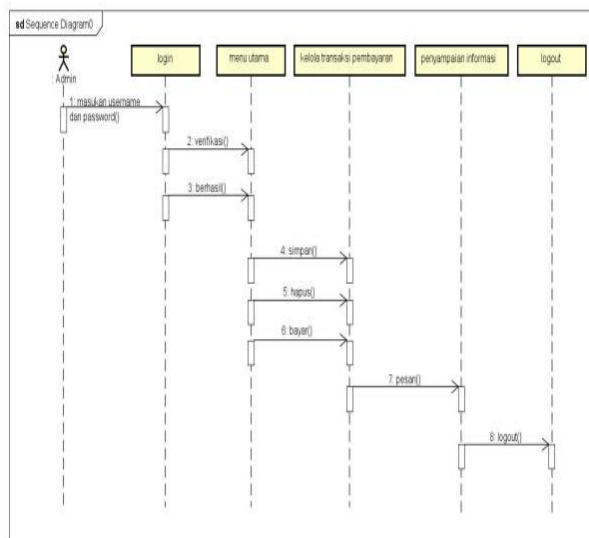 sd Sequence Diagram0
: Admin
login
menu utama
kelola transaksi pembayaran
penyampaian informasi
logout
1: masukan username
dan password()
2: verifikasi()
3: berhasil()
4: simpan()
5: hapus()
6: bayar()
7: pesan()
8: logout()